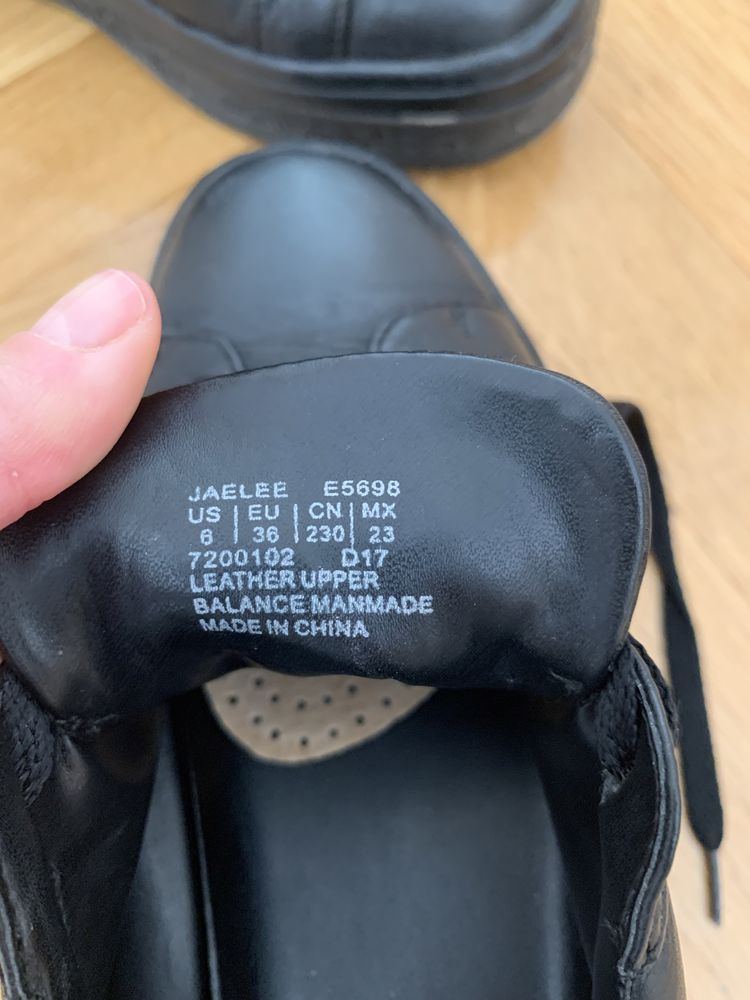 JAELEE E5698
US | EU | CN | MX
6 | 36 | 230 | 23
7200102 D17
LEATHER UPPER
BALANCE MANMADE
MADE IN CHINA